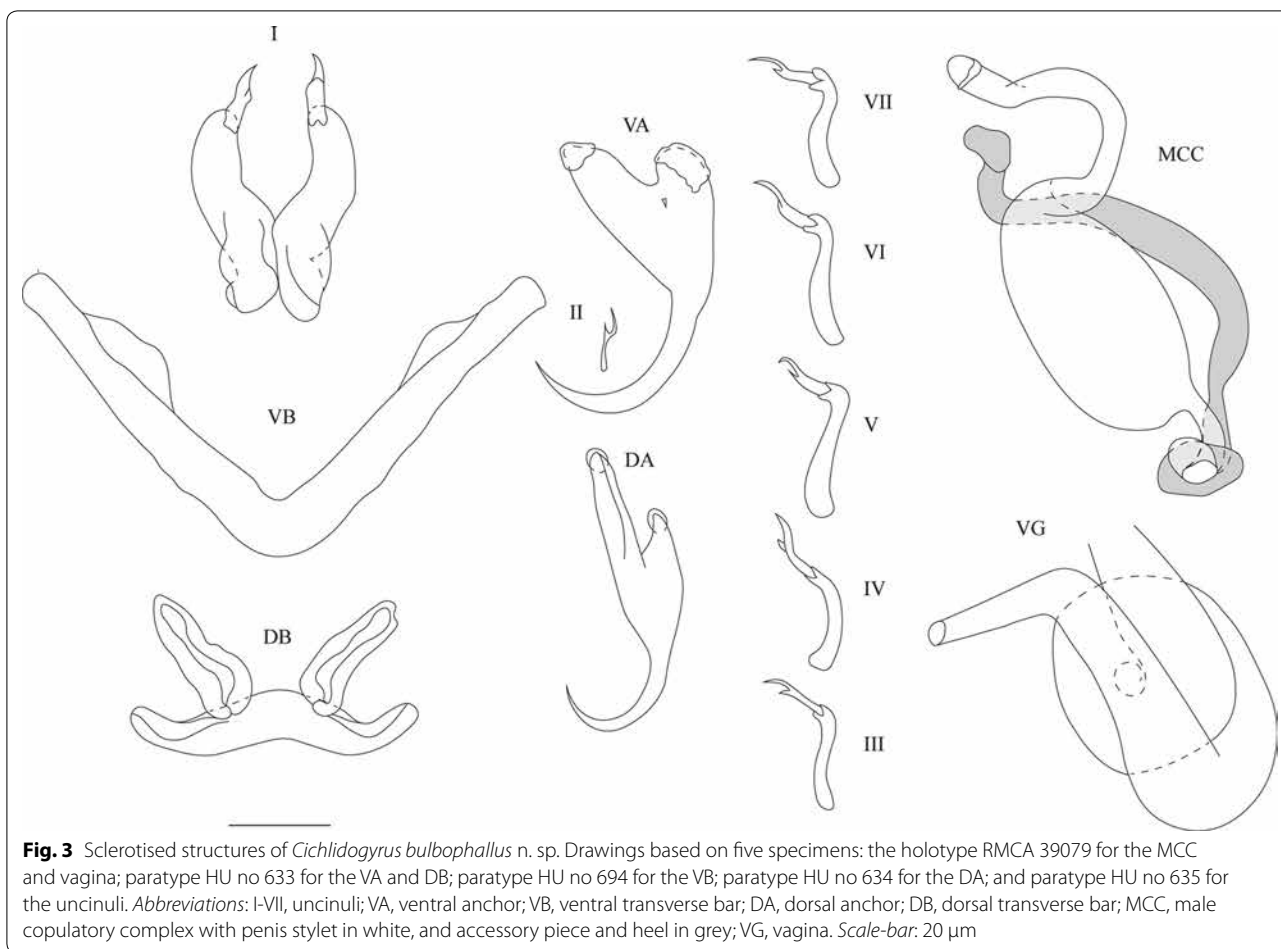 I
VII
VA
MCC
VI
II
VB
V
DA
VG
IV
DB
III
Fig. 3 Sclerotised structures of Cichlidogyrus bulbophallus n. sp. Drawings based on five specimens: the holotype RMCA 39079 for the MCC
and vagina; paratype HU no 633 for the VA and DB; paratype HU no 694 for the VB; paratype HU no 634 for the DA; and paratype HU no 635 for
the uncinuli. Abbreviations: I-VII, uncinuli; VA, ventral anchor; VB, ventral transverse bar; DA, dorsal anchor; DB, dorsal transverse bar; MCC, male
copulatory complex with penis stylet in white, and accessory piece and heel in grey; VG, vagina. Scale-bar: 20 μm